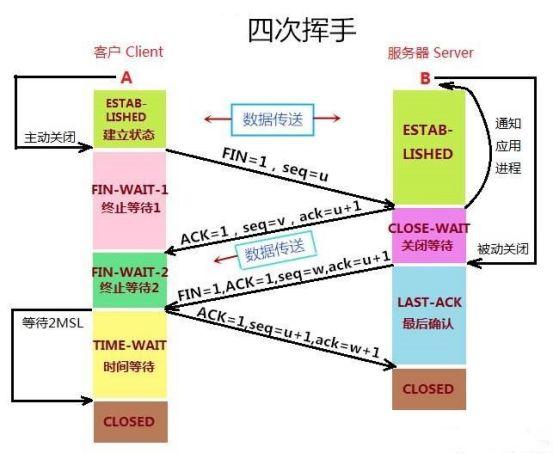 四次挥手
客户 Client
服务器 Server
A
B
ESTAB-
LISHED
建立状态
数据传送
ESTAB-
LISHED
通知
应用
进程
主动关闭
FIN=1，seq=u
FIN-WAIT-1
终止等待1
ACK=1，seq=v，ack=u+1
CLOSE-WAIT
关闭等待
数据传送
被动关闭
FIN-WAIT-2
终止等待2
FIN=1,ACK=1,seq=w,ack=u+1
LAST-ACK
最后确认
等待2MSL
ACK=1,seq=u+1,ack=w+1
TIME-WAIT
时间等待
CLOSED
CLOSED